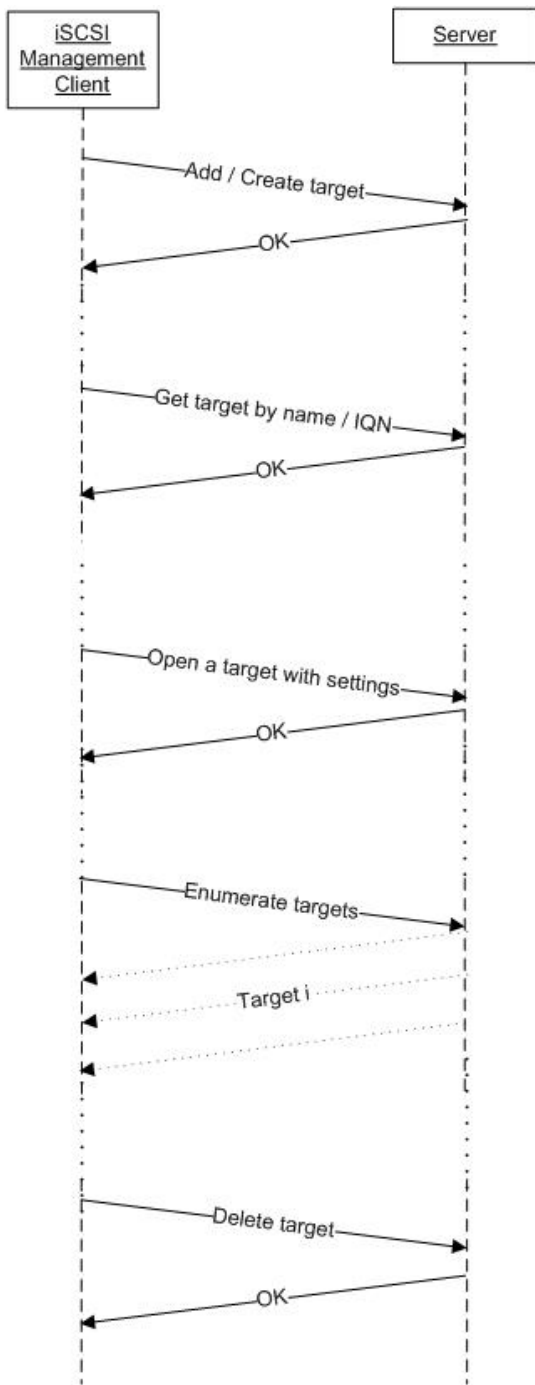 iSCSI
Management
Client
Server
Add / Create target
OK
Get target by name / IQN
OK
Open a target with settings
OK
Enumerate targets
Target i
Delete target
OK